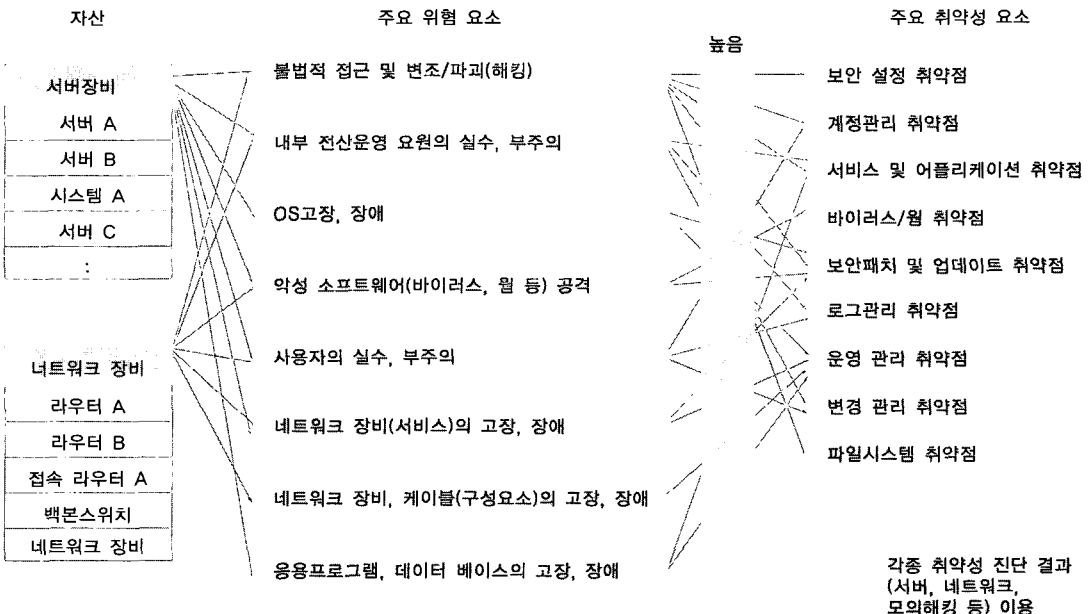 자산
주요 위험 요소
주요 취약성 요소
높음
서버장비
서버 A
서버 B
시스템 A
서버 C
:
너트워크 장비
라우터 A
라우터 B
접속 라우터 A
백본스위치
네트워크 장비
불법적 접근 및 변조/파괴(해킹)
내부 전산운영 요원의 실수, 부주의
OS고장, 장애
악성 소프트웨어(바이러스, 웜 등) 공격
사용자의 실수, 부주의
네트워크 장비(서비스)의 고장, 장애
네트워크 장비, 케이블(구성요소)의 고장, 장애
응용프로그램, 데이터 베이스의 고장, 장애
보안 설정 취약점
계정관리 취약점
서비스 및 어플리케이션 취약점
바이러스/웜 취약점
보안패치 및 업데이트 취약점
로그관리 취약점
운영 관리 취약점
변경 관리 취약점
파일시스템 취약점
각종 취약성 진단 결과
(서버, 네트워크,
모의해킹 등) 이용